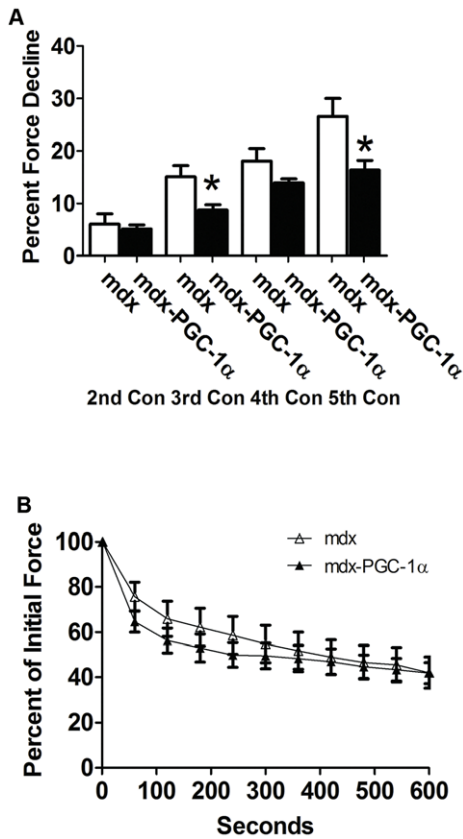 A
Percent Force Decline
40
30
20
10
0
*
*
mdx
mdx-PGC-1α
mdx
mdx-PGC-1α
mdx
mdx-PGC-1α
mdx
mdx-PGC-1α
2nd Con 3rd Con 4th Con 5th Con
B
Percent of Initial Force
100
80
60
40
20
0
mdx
mdx-PGC-1α
0 100 200 300 400 500 600
Seconds